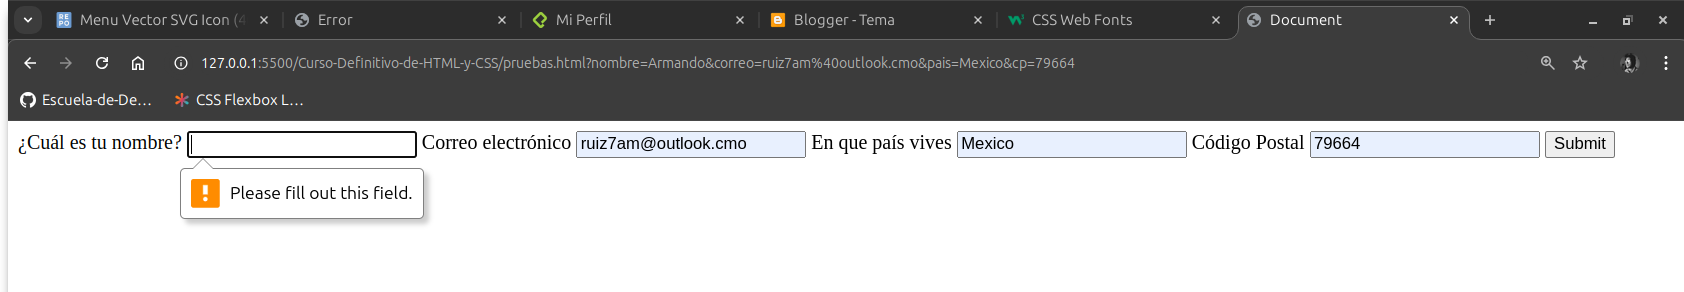 Menu Vector SVG Icon (4 Error Mi Perfil Blogger - Tema CSS Web Fonts Document
127.0.0.1:5500/Curso-Definitivo-de-HTML-y-CSS/pruebas.html?nombre=Armando&correo=ruiz7am%40outlook.cmo&pais=Mexico&cp=79664
Escuela-de-De... CSS Flexbox L...
¿Cuál es tu nombre? Correo electrónico ruiz7am@outlook.cmo En que país vives Mexico Código Postal 79664 Submit
Please fill out this field.